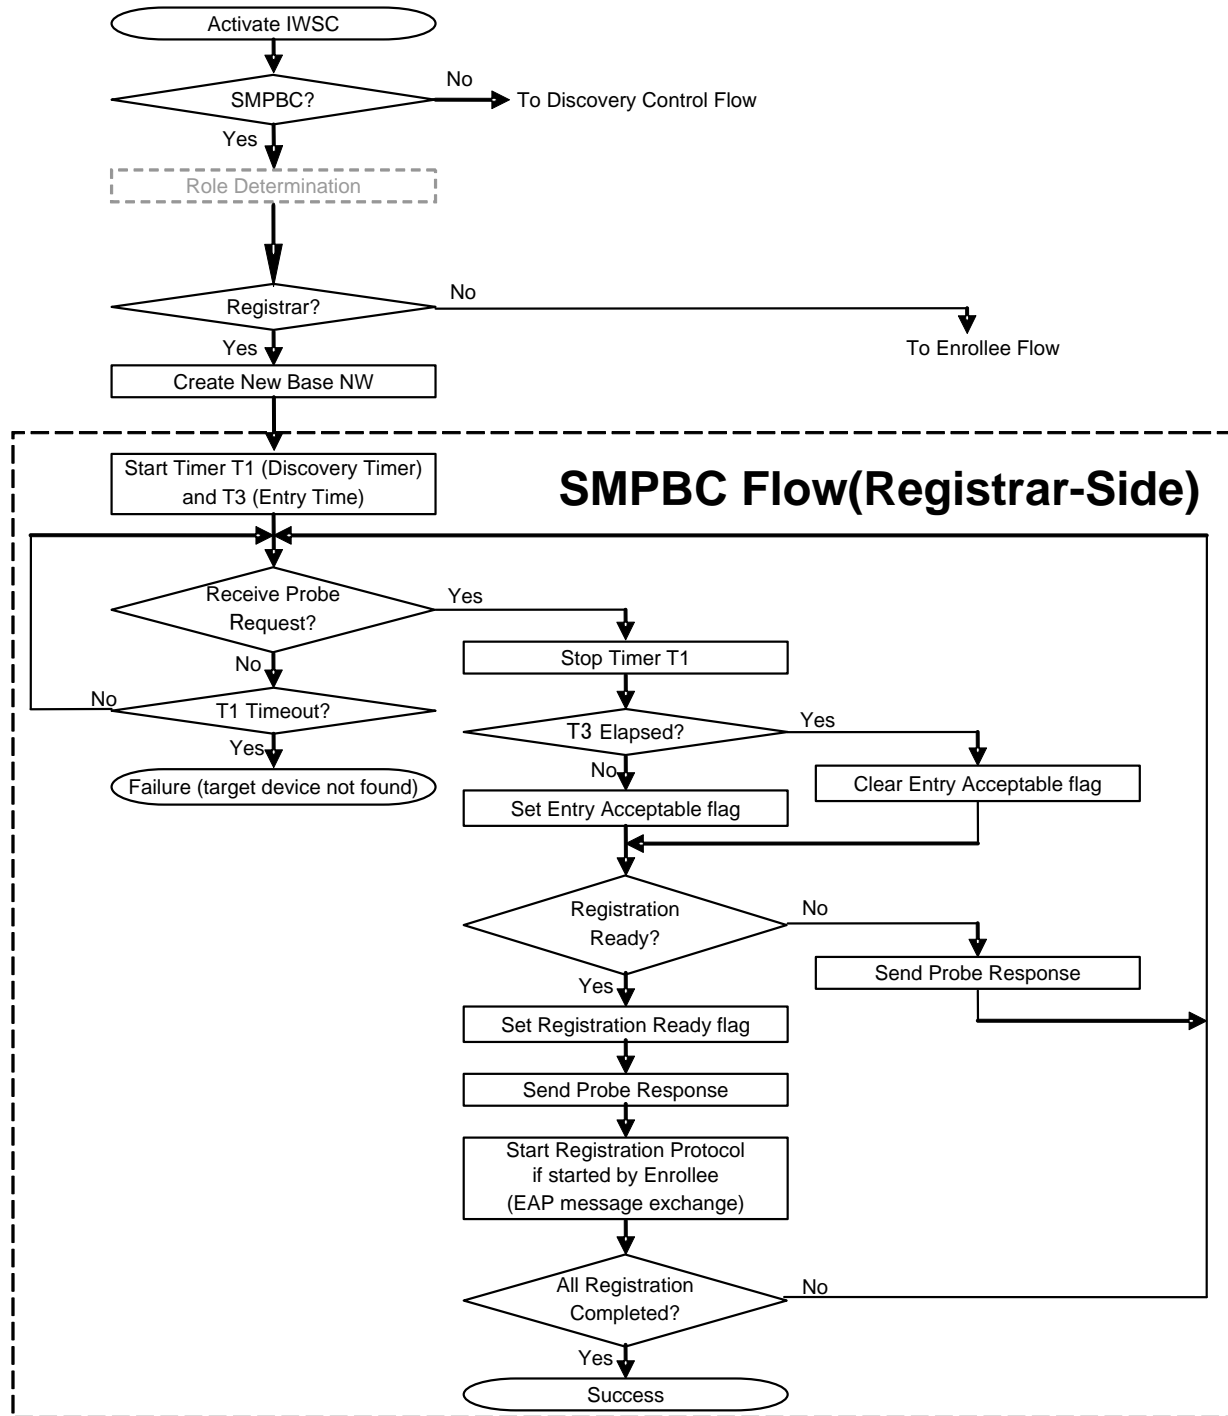 Activate IWSC
No
SMPBC?
To Discovery Control Flow
Yes
Role Determination
No
Registrar?
Yes
To Enrollee Flow
Create New Base NW
Start Timer T1 (Discovery Timer)
and T3 (Entry Time)
SMPBC Flow(Registrar-Side)
Receive Probe
Request?
Yes
No
Stop Timer T1
No
T1 Timeout?
Yes
T3 Elapsed?
Yes
No
Failure (target device not found)
Clear Entry Acceptable flag
Set Entry Acceptable flag
Registration
Ready?
No
Send Probe Response
Yes
Set Registration Ready flag
Send Probe Response
Start Registration Protocol
if started by Enrollee
(EAP message exchange)
All Registration
Completed?
No
Yes
Success